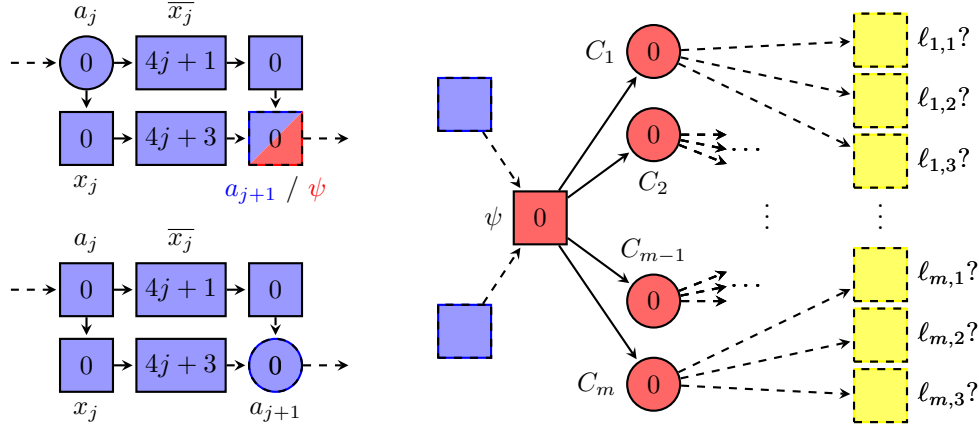 a_j \overline{x_j}
0 4j + 1 0
0 4j + 3 0
x_j a_{j+1} / ψ
a_j \overline{x_j}
0 4j + 1 0
0 4j + 3 0
x_j a_{j+1}
ψ 0
C_1 0
0
C_2 ...
⋮
C_{m-1}
0 ...
C_m 0
ℓ_{1,1}?
ℓ_{1,2}?
ℓ_{1,3}?
⋮
ℓ_{m,1}?
ℓ_{m,2}?
ℓ_{m,3}?